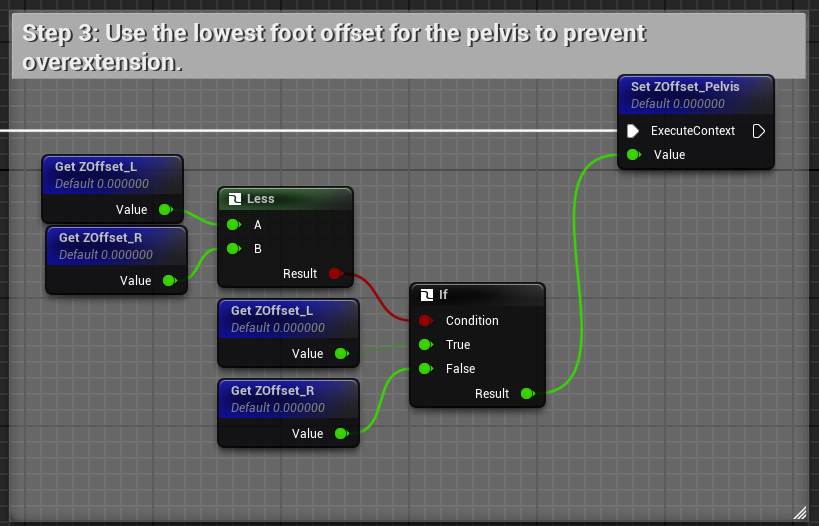 Step 3: Use the lowest foot offset for the pelvis to prevent
overextension.
Set ZOffset_Pelvis
Default 0.000000
ExecuteContext
Value
Get ZOffset_L
Default 0.000000
Value
Get ZOffset_R
Default 0.000000
Value
Less
A
B
Result
Get ZOffset_L
Default 0.000000
Value
Get ZOffset_R
Default 0.000000
Value
If
Condition
True
False
Result